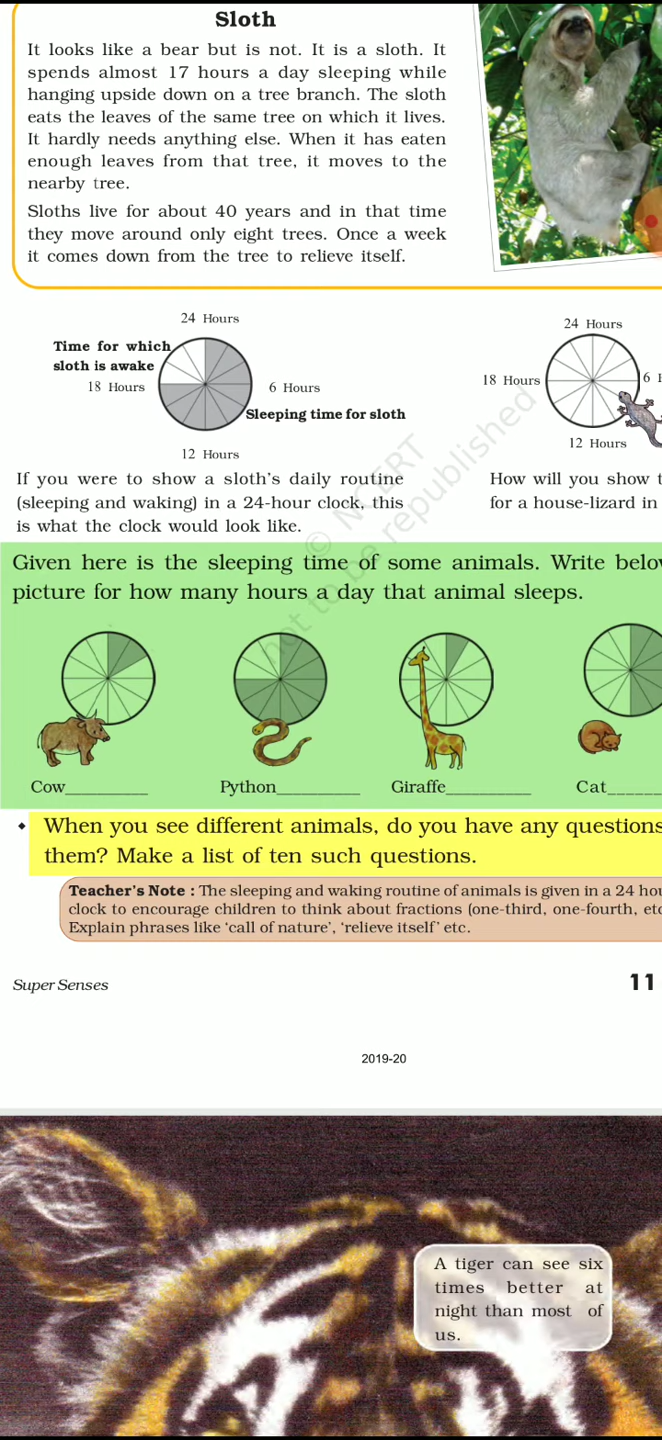 Sloth
It looks like a bear but is not. It is a sloth. It
spends almost 17 hours a day sleeping while
hanging upside down on a tree branch. The sloth
eats the leaves of the same tree on which it lives.
It hardly needs anything else. When it has eaten
enough leaves from that tree, it moves to the
nearby tree.
Sloths live for about 40 years and in that time
they move around only eight trees. Once a week
it comes down from the tree to relieve itself.
24 Hours
Time for which
sloth is awake
18 Hours
6 Hours
Sleeping time for sloth
12 Hours
24 Hours
18 Hours
6
12 Hours
If you were to show a sloth's daily routine
(sleeping and waking) in a 24-hour clock, this
is what the clock would look like.
How will you show
for a house-lizard in
© NCERT
not to be republished
Given here is the sleeping time of some animals. Write
picture for how many hours a day that animal sleeps.
Cow__________
Python__________
Giraffe__________
Cat______
• When you see different animals, do you have any questions
them? Make a list of ten such questions.
Teacher's Note : The sleeping and waking routine of animals is given in a 24
clock to encourage children to think about fractions (one-third, one-fourth,
Explain phrases like 'call of nature', 'relieve itself' etc.
Super Senses
11
2019-20
A tiger can see six
times better at
night than most of
us.